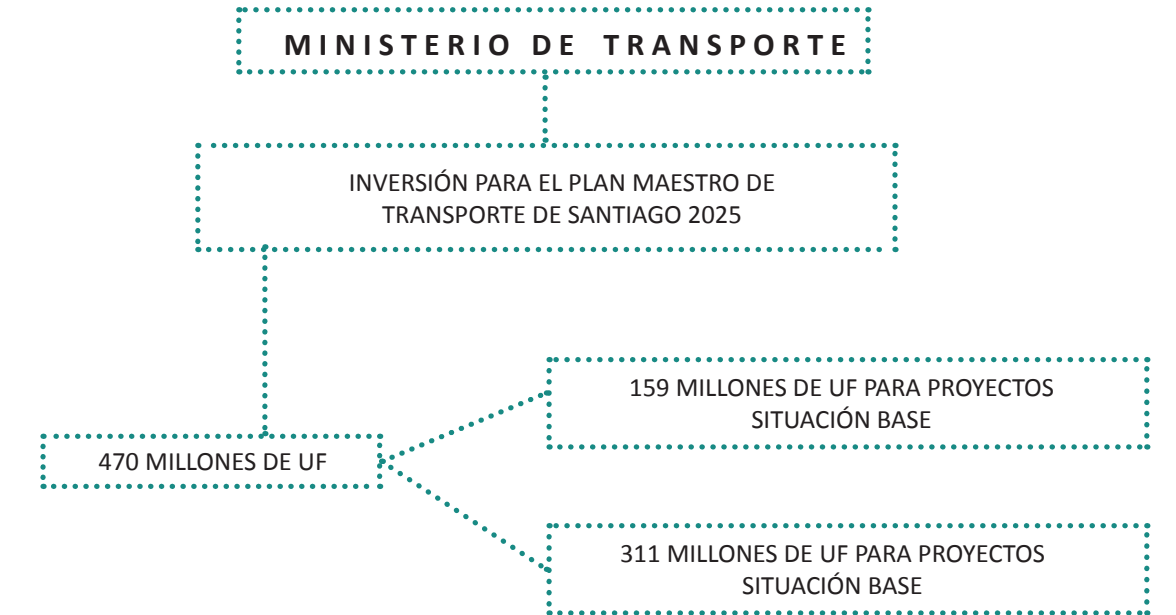 MINISTERIO DE TRANSPORTE
INVERSIÓN PARA EL PLAN MAESTRO DE
TRANSPORTE DE SANTIAGO 2025
159 MILLONES DE UF PARA PROYECTOS
SITUACIÓN BASE
470 MILLONES DE UF
311 MILLONES DE UF PARA PROYECTOS
SITUACIÓN BASE